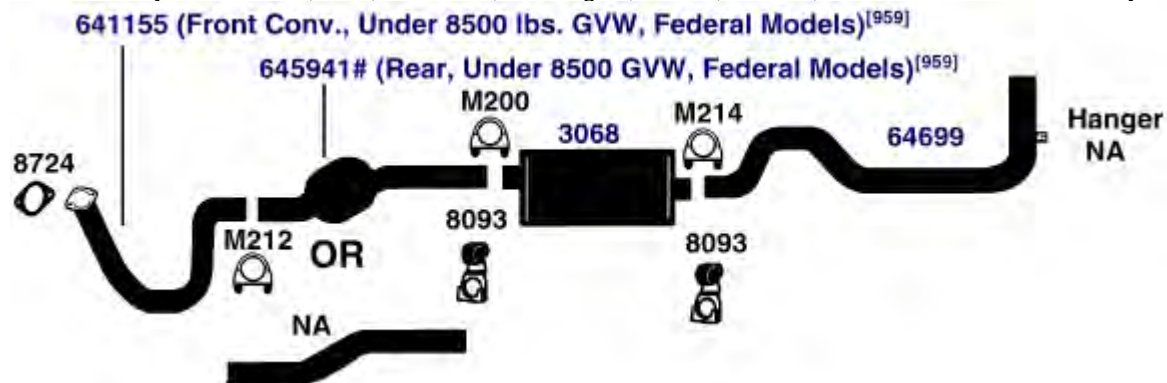 641155 (Front Conv., Under 8500 lbs. GVW, Federal Models)[959]
645941# (Rear, Under 8500 GVW, Federal Models)[959]
M200
3068
M214
64699
Hanger
NA
8724
M212
OR
8093
8093
NA